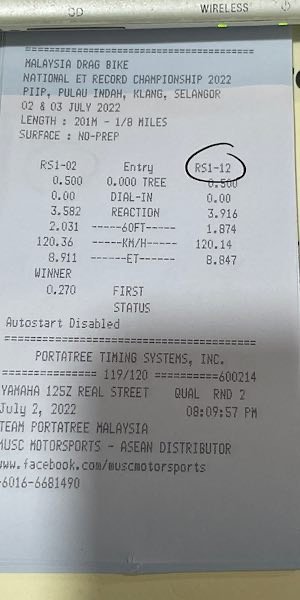 WIRELESS
==================================
MALAYSIA DRAG BIKE
NATIONAL ET RECORD CHAMPIONSHIP 2022
PIIP, PULAU INDAH, KLANG, SELANGOR
02 & 03 JULY 2022
LENGTH : 201M - 1/8 MILES
SURFACE : NO-PREP
RS1-02 Entry RS1-12
0.500 0.000 TREE 0.500
0.00 DIAL-IN 0.00
3.582 REACTION 3.916
2.031 -----60FT----- 1.874
120.36 -----KM/H----- 120.14
8.911 ------ET------ 8.847
WINNER
0.270 FIRST
STATUS
Autostart Disabled
==================================
PORTATREE TIMING SYSTEMS, INC.
=============== 119/120 ==========600214
YAMAHA 125Z REAL STREET QUAL RND 2
July 2, 2022 08:09:57 PM
TEAM PORTATREE MALAYSIA
MUSC MOTORSPORTS - ASEAN DISTRIBUTOR
www.facebook.com/muscmotorsports
-6016-6681490